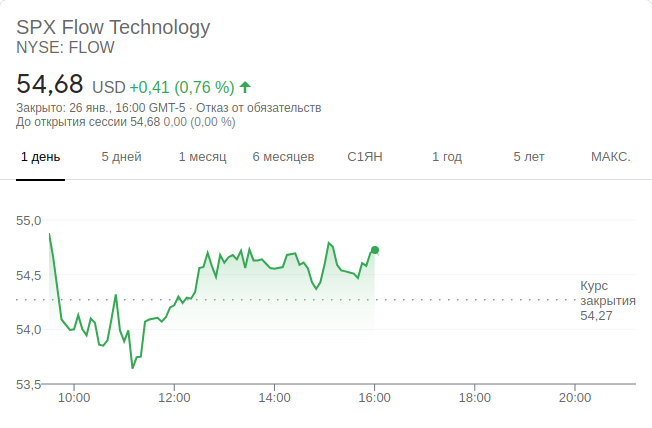 SPX Flow Technology
NYSE: FLOW
54,68 USD +0,41 (0,76 %)
Закрыто: 26 янв., 16:00 GMT-5 · Отказ от обязательств
До открытия сессии 54,68 0,00 (0,00 %)
1 день 5 дней 1 месяц 6 месяцев С1ЯН 1 год 5 лет МАКС.
55,0
54,5
Курс
закрытия
54,27
54,0
53,5
10:00 12:00 14:00 16:00 18:00 20:00